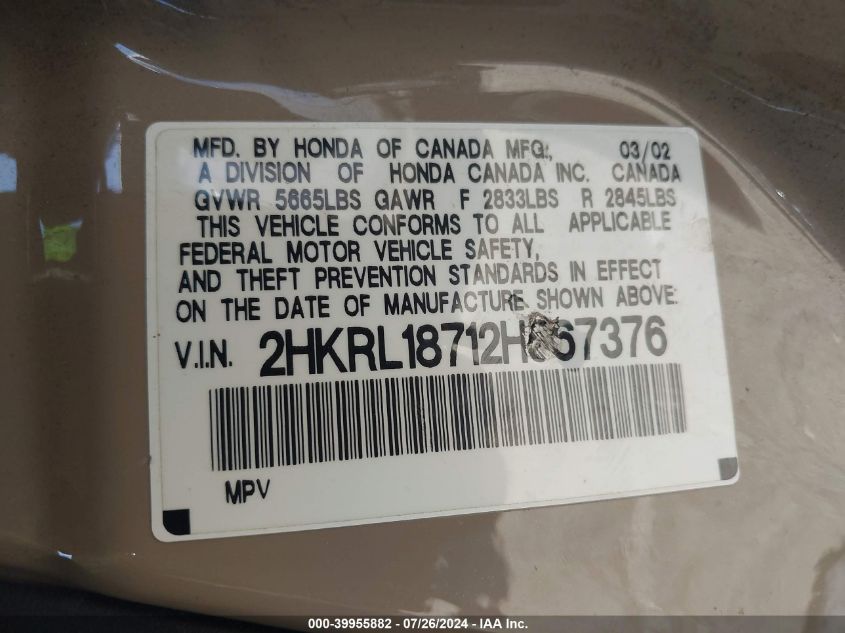 MFD. BY HONDA OF CANADA MFG., 03/02
A DIVISION OF HONDA CANADA INC. CANADA
GVWR 5665LBS GAWR F 2833LBS R 2845LBS
THIS VEHICLE CONFORMS TO ALL APPLICABLE
FEDERAL MOTOR VEHICLE SAFETY,
AND THEFT PREVENTION STANDARDS IN EFFECT
ON THE DATE OF MANUFACTURE SHOWN ABOVE:
V.I.N.
MPV
000-39955882 - 07/26/2024 - IAA Inc.